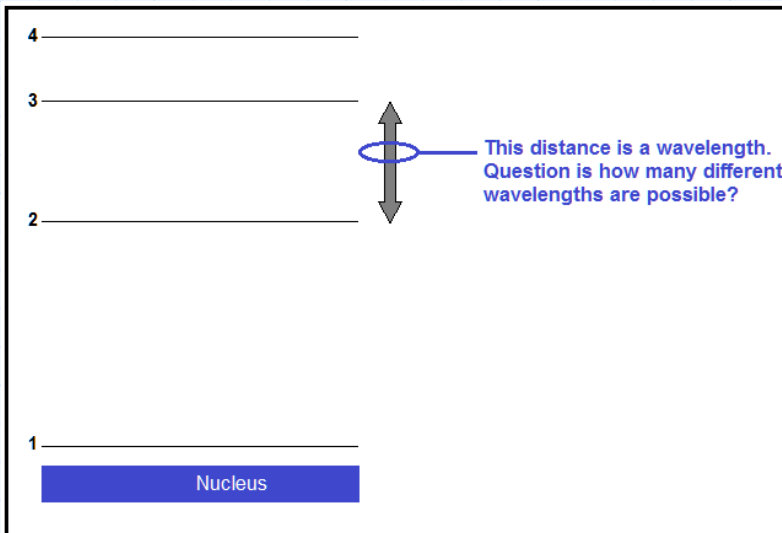 4
3
This distance is a wavelength.
Question is how many different
wavelengths are possible?
2
1
Nucleus